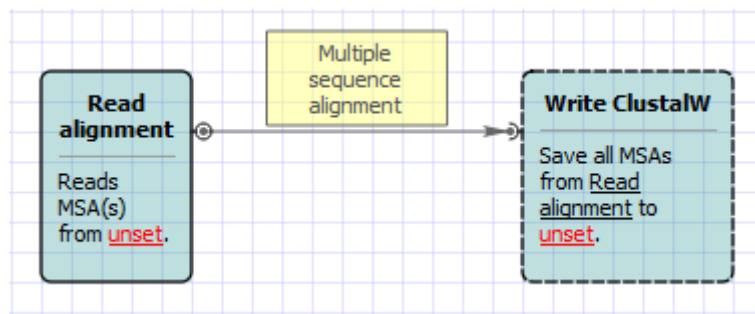 Multiple
sequence
alignment
Read
alignment
Reads
MSA(s)
from unset.
Write ClustalW
Save all MSAs
from Read
alignment to
unset.